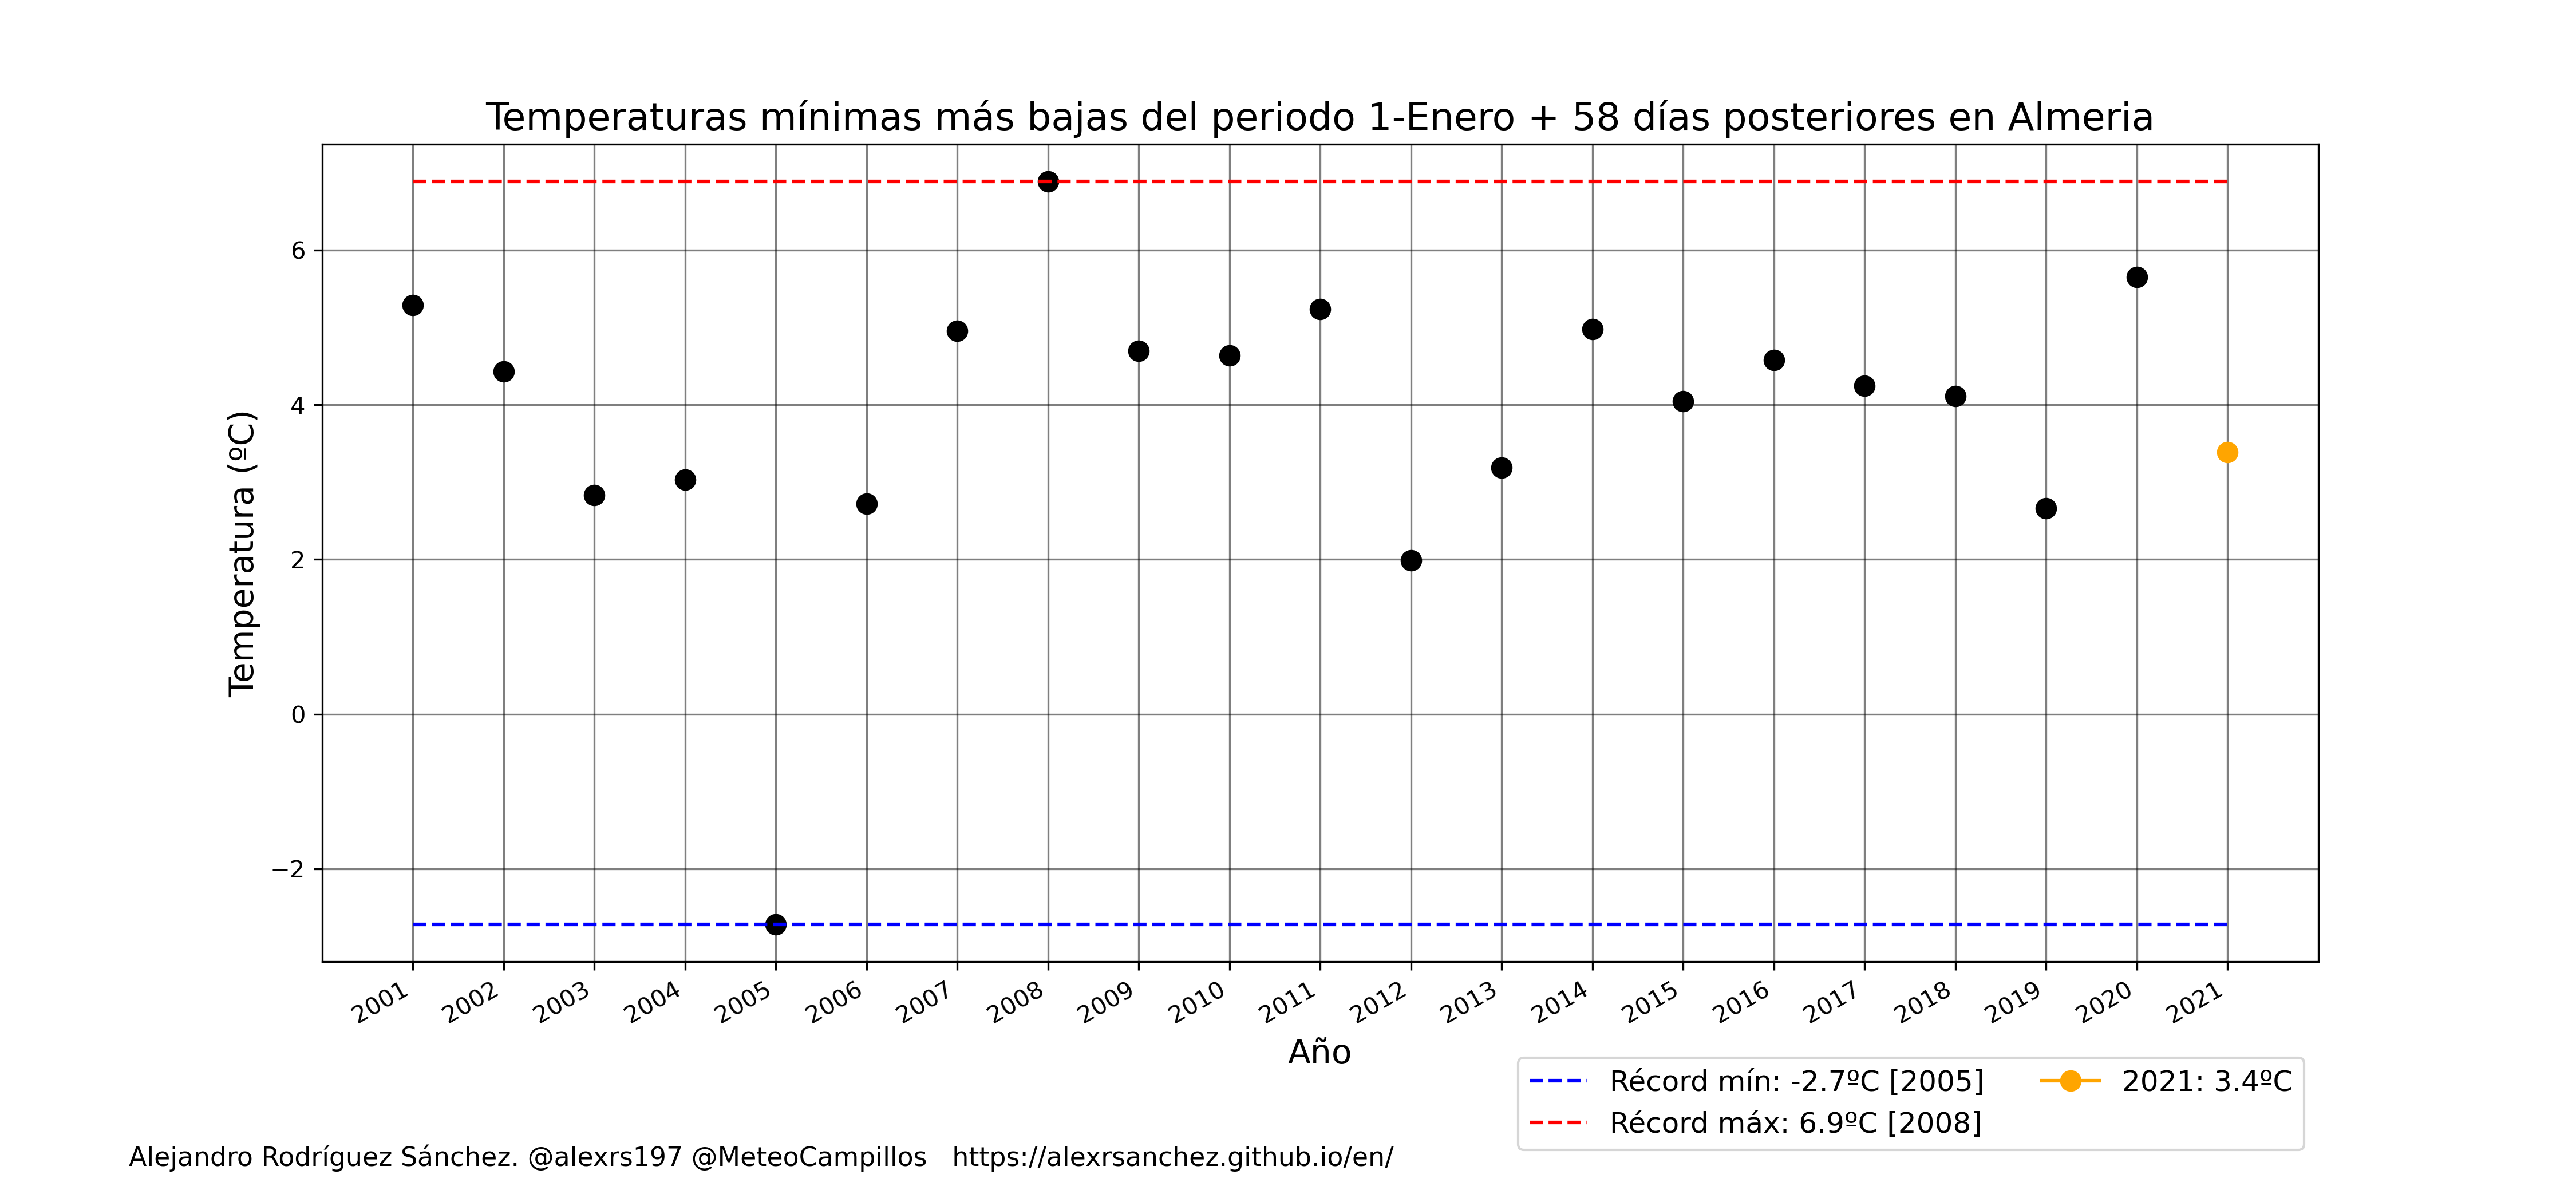 Temperaturas mínimas más bajas del periodo 1-Enero + 58 días posteriores en Almeria
Temperatura (ºC)
6
4
2
0
−2
2001 2002 2003 2004 2005 2006 2007 2008 2009 2010 2011 2012 2013 2014 2015 2016 2017 2018 2019 2020 2021
Año
Récord mín: -2.7ºC [2005]
Récord máx: 6.9ºC [2008]
2021: 3.4ºC
Alejandro Rodríguez Sánchez. @alexrs197 @MeteoCampillos https://alexrsanchez.github.io/en/